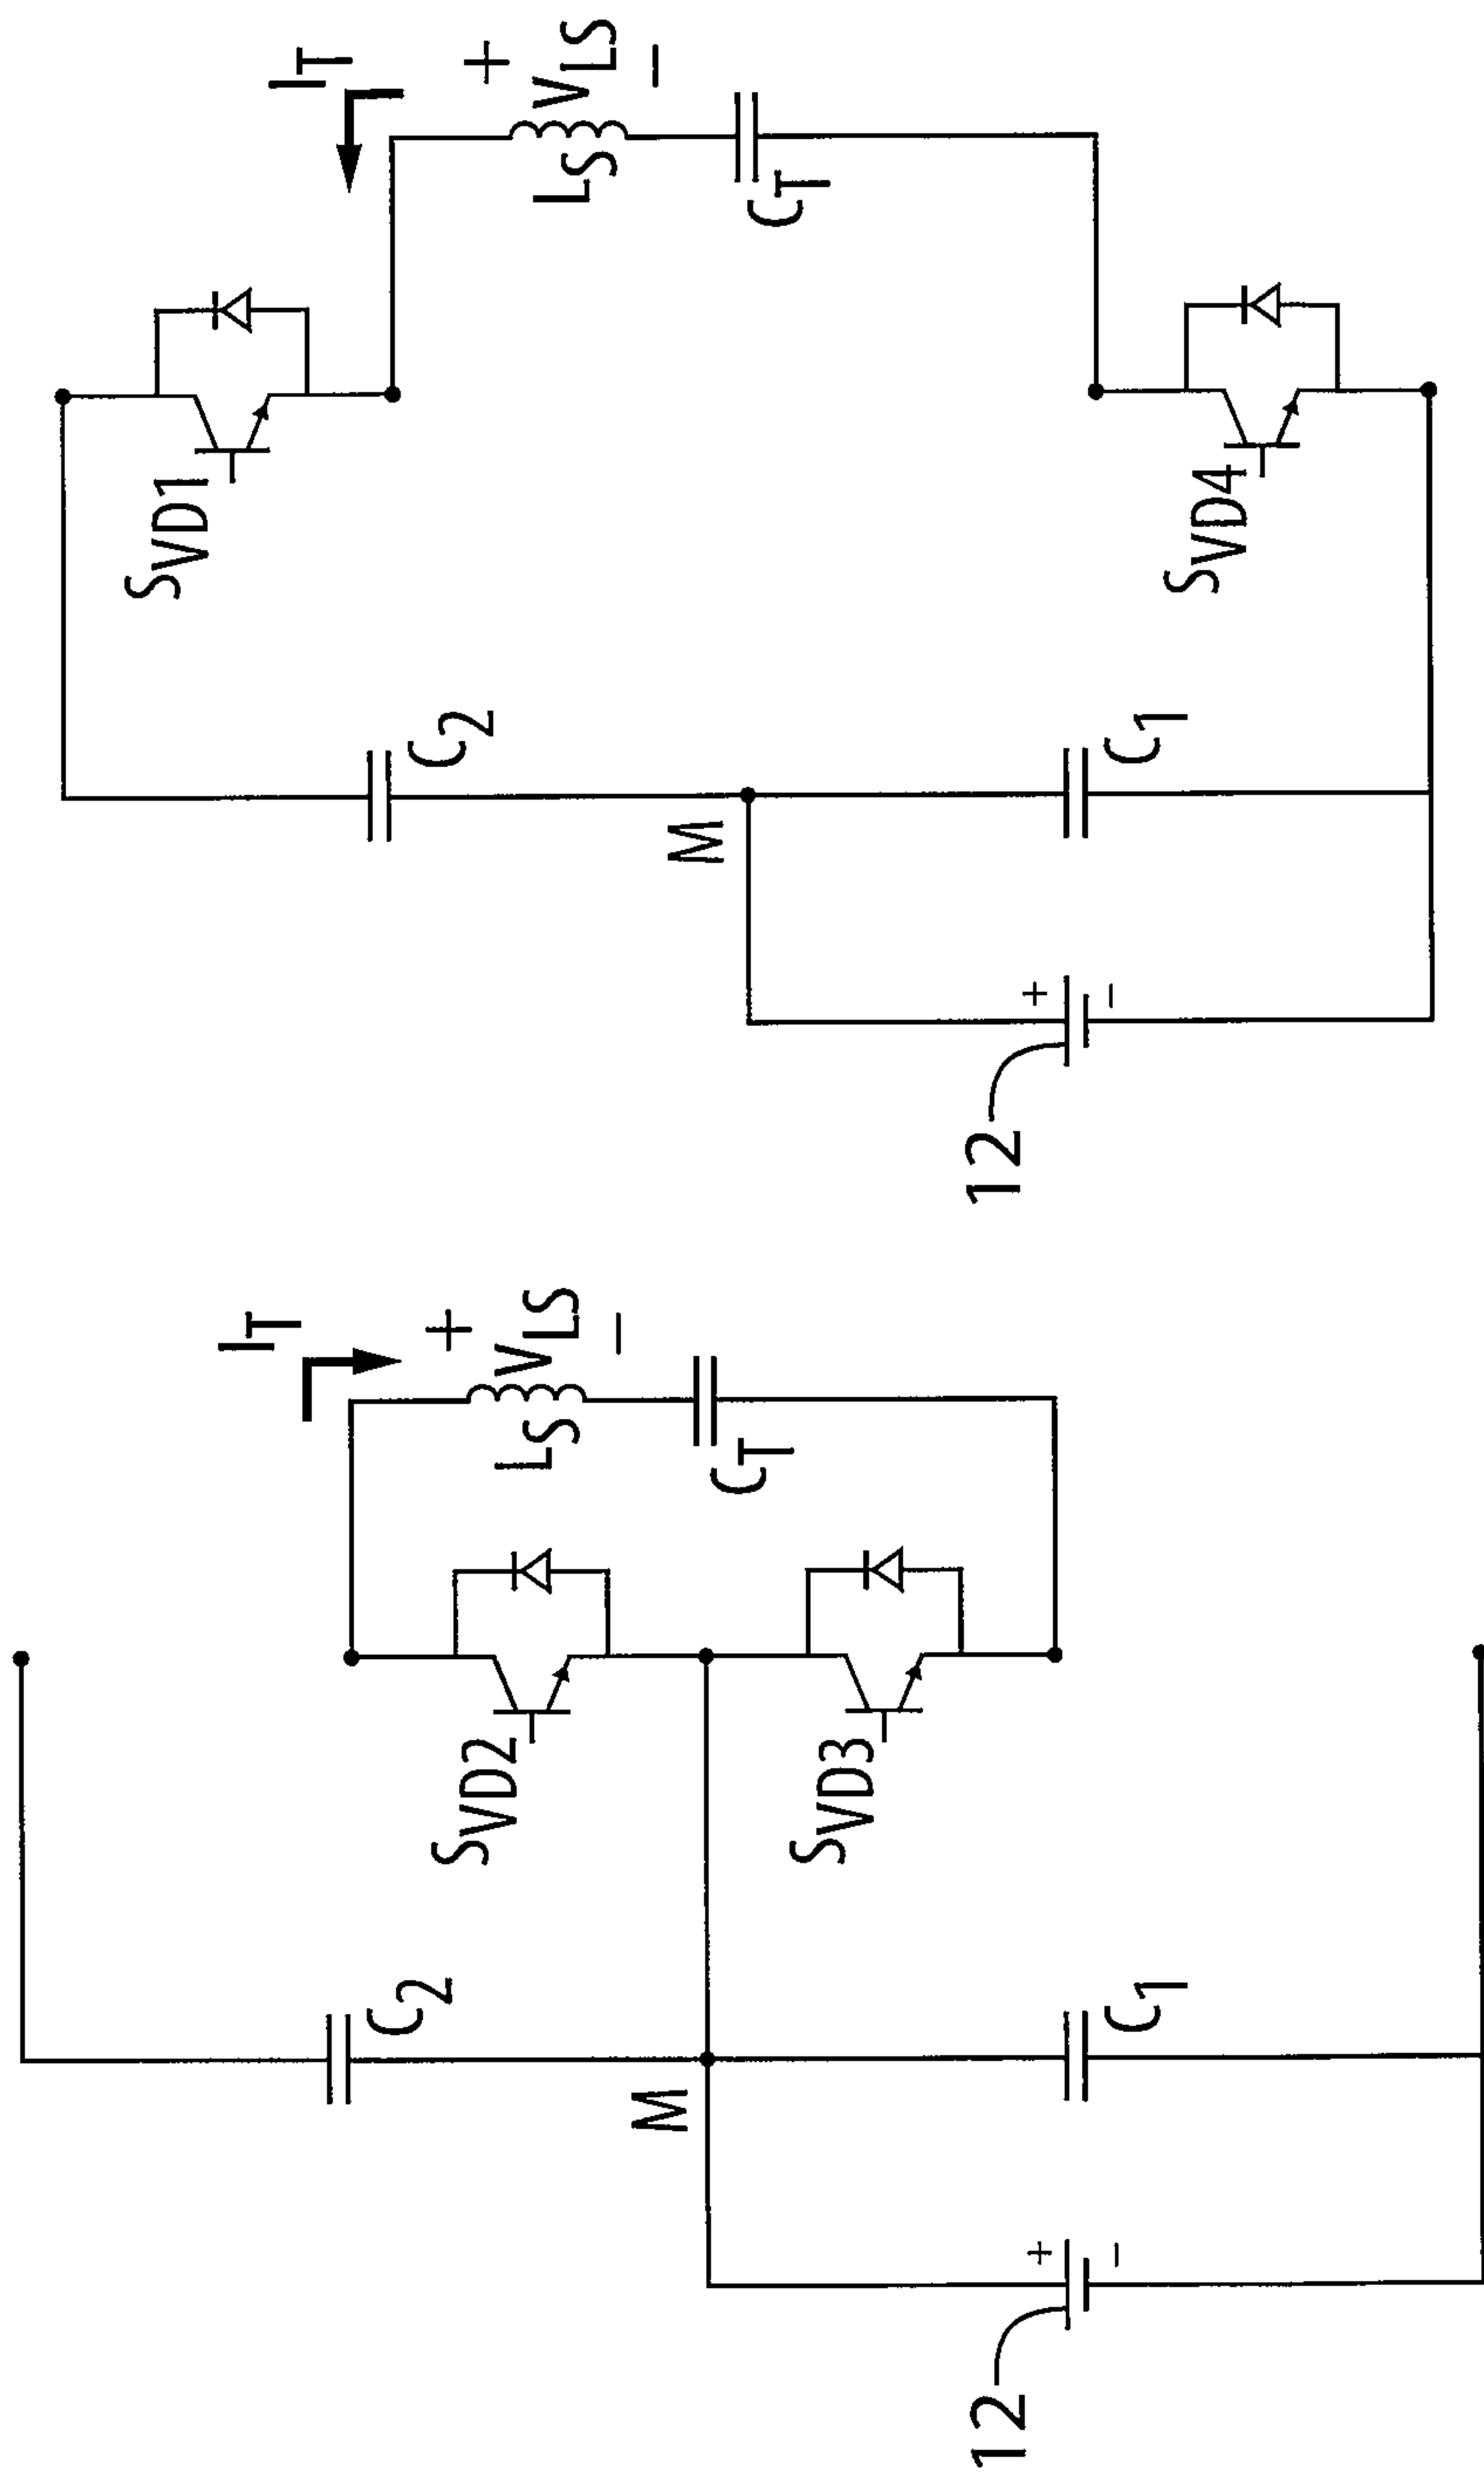 I_T
+
L_S V_LS
−
C_T
S_VD2
S_VD3
C_2
M
C_1
12
+
−
I_T
+
L_S V_LS
−
C_T
S_VD1
S_VD4
C_2
M
C_1
12
+
−